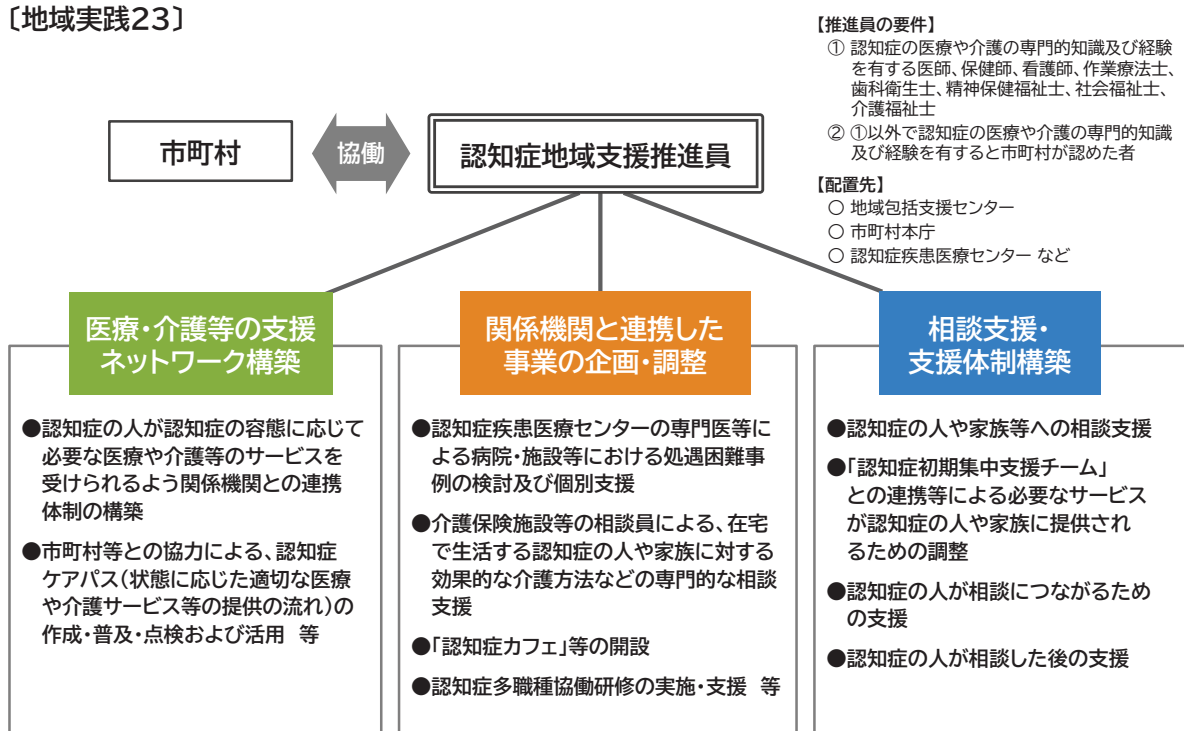 〔地域実践23〕
【推進員の要件】
① 認知症の医療や介護の専門的知識及び経験
を有する医師、保健師、看護師、作業療法士、
歯科衛生士、精神保健福祉士、社会福祉士、
介護福祉士
② ①以外で認知症の医療や介護の専門的知識
及び経験を有すると市町村が認めた者
【配置先】
○ 地域包括支援センター
○ 市町村本庁
○ 認知症疾患医療センター など
市町村
協働
認知症地域支援推進員
医療・介護等の支援
ネットワーク構築
●認知症の人が認知症の容態に応じて
必要な医療や介護等のサービスを
受けられるよう関係機関との連携
体制の構築
●市町村等との協力による、認知症
ケアパス(状態に応じた適切な医療
や介護サービス等の提供の流れ)の
作成・普及・点検および活用 等
関係機関と連携した
事業の企画・調整
●認知症疾患医療センターの専門医等に
よる病院・施設等における処遇困難事
例の検討及び個別支援
●介護保険施設等の相談員による、在宅
で生活する認知症の人や家族に対する
効果的な介護方法などの専門的な相談
支援
●「認知症カフェ」等の開設
●認知症多職種協働研修の実施・支援 等
相談支援・
支援体制構築
●認知症の人や家族等への相談支援
●「認知症初期集中支援チーム」
との連携等による必要なサービス
が認知症の人や家族に提供され
るための調整
●認知症の人が相談につながるため
の支援
●認知症の人が相談した後の支援